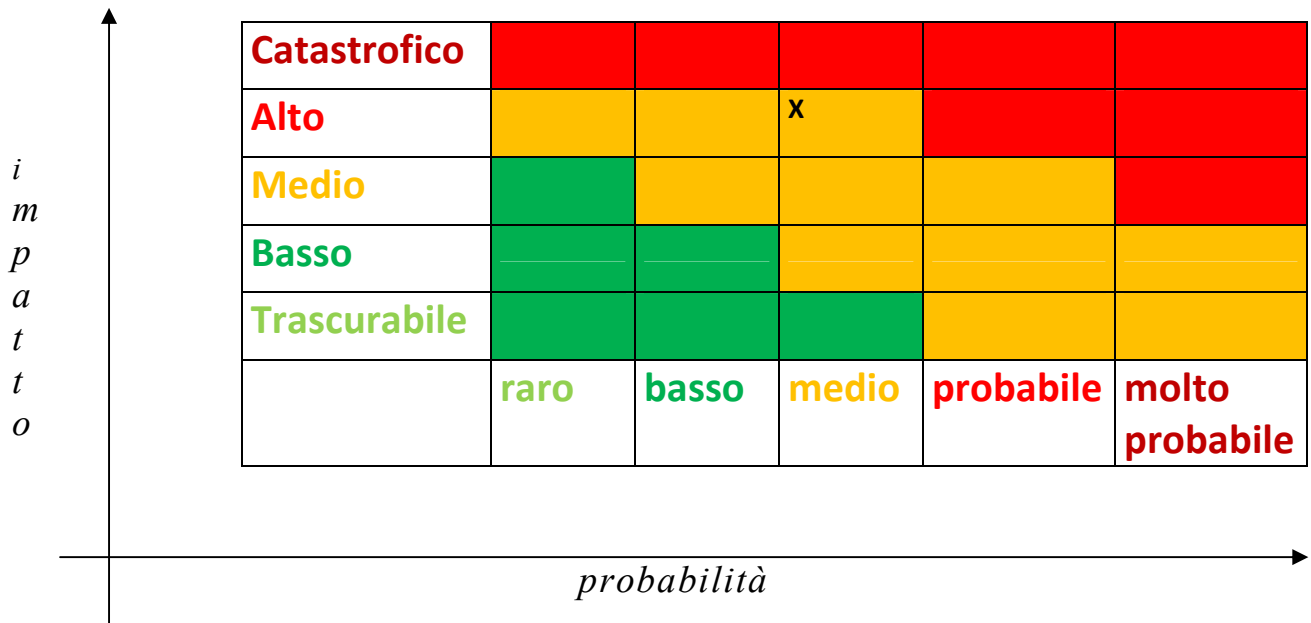 Catastrofico
Alto
X
Medio
Basso
Trascurabile
raro basso medio probabile molto
probabile
i
m
p
a
t
t
o
probabilità